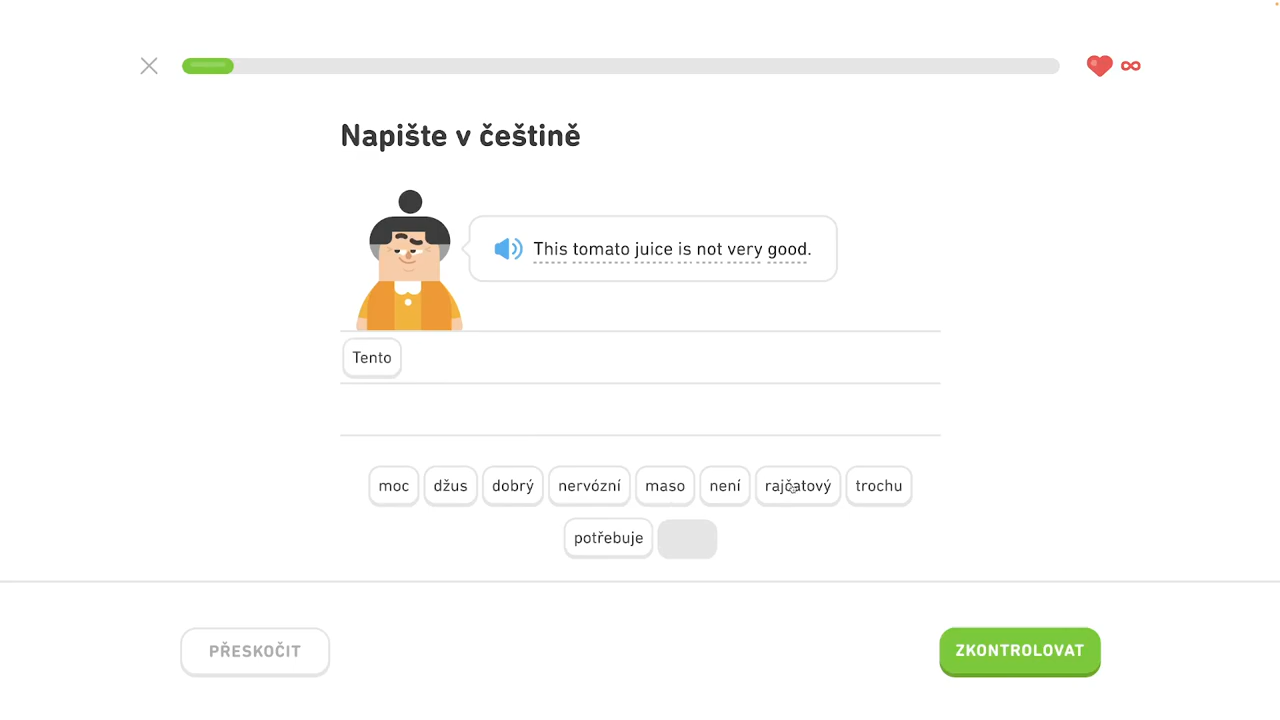 ∞
Napište v češtině
This tomato juice is not very good.
Tento
moc džus dobrý nervózní maso není rajčatový trochu
potřebuje
PŘESKOČIT ZKONTROLOVAT